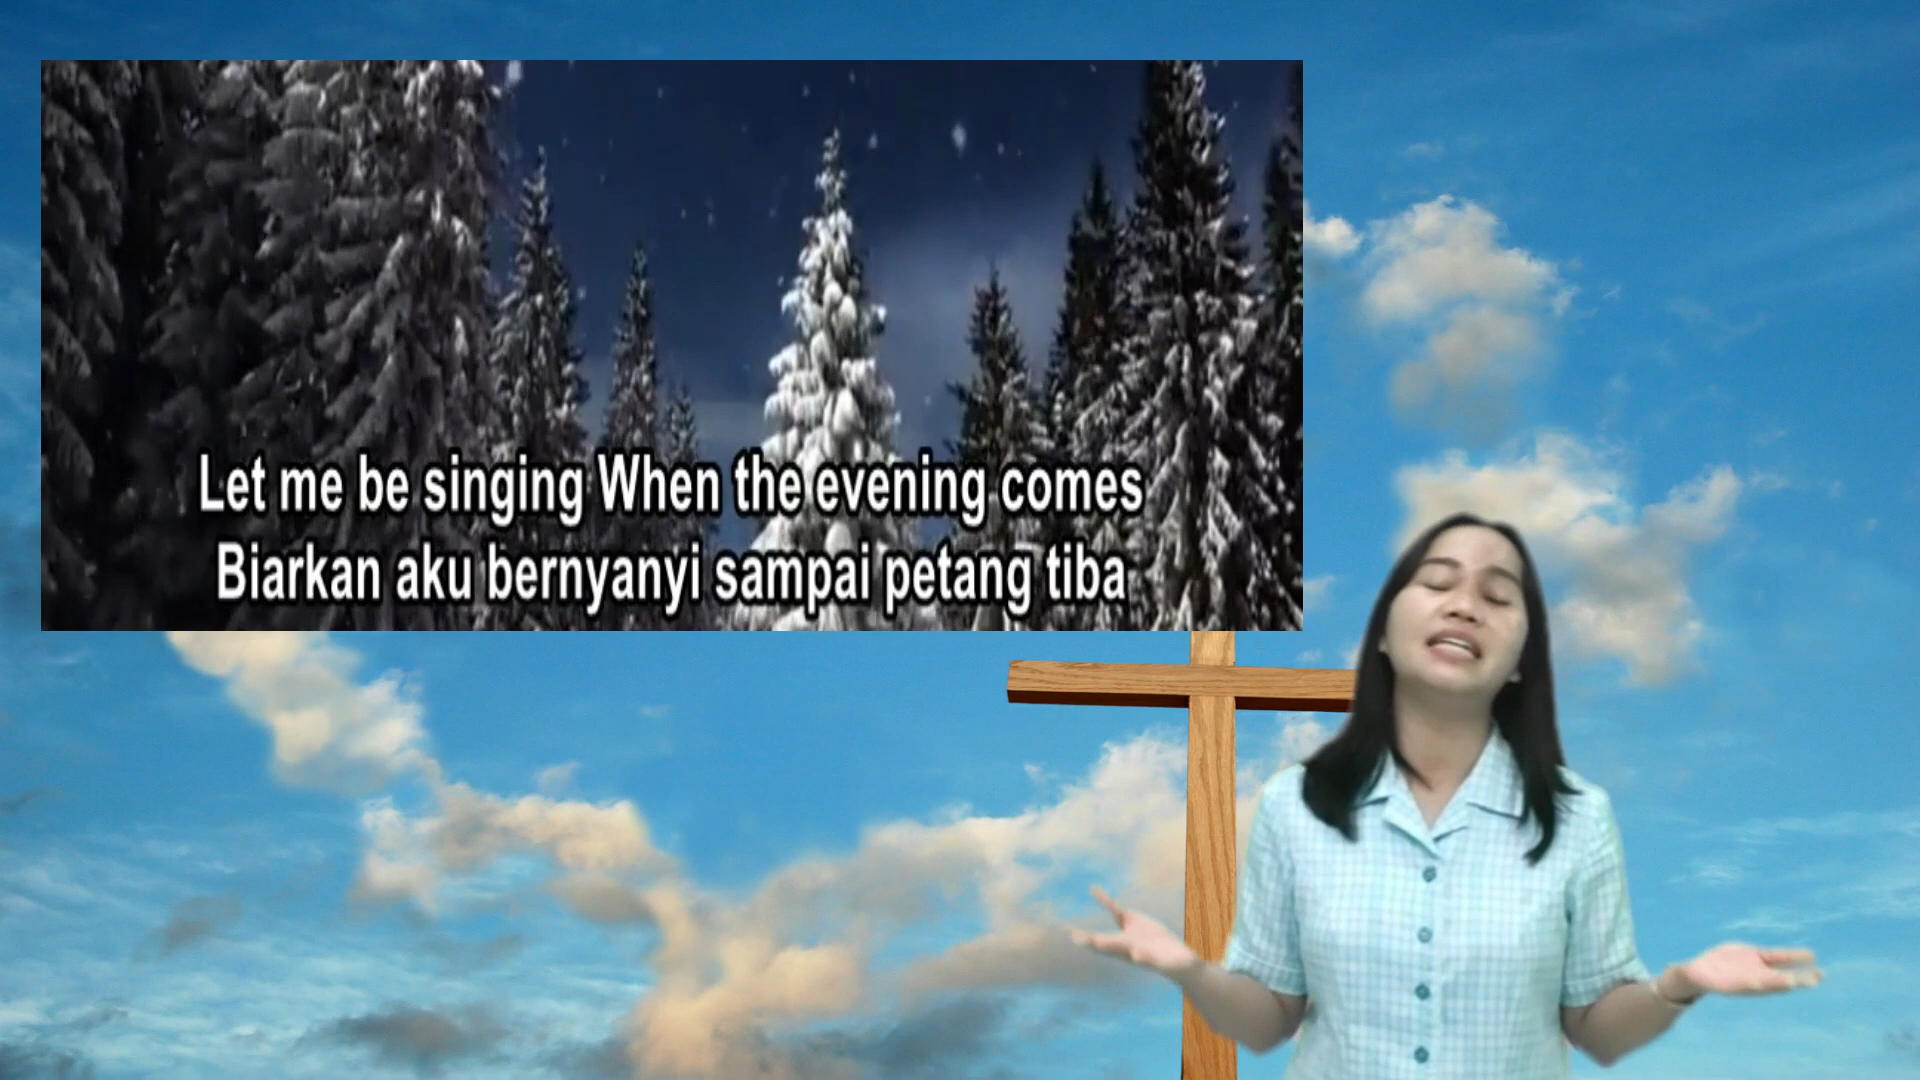 Let me be singing When the evening comes
Biarkan aku bernyanyi sampai petang tiba